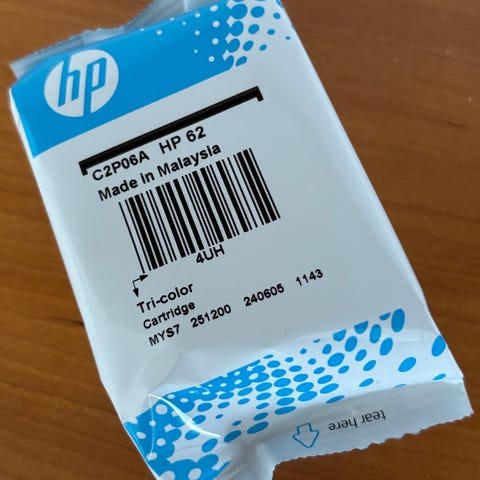 hp
C2P06A HP 62
Made in Malaysia
4UH
Tri-color
Cartridge
MYS7 251200 240605 1143
tear here